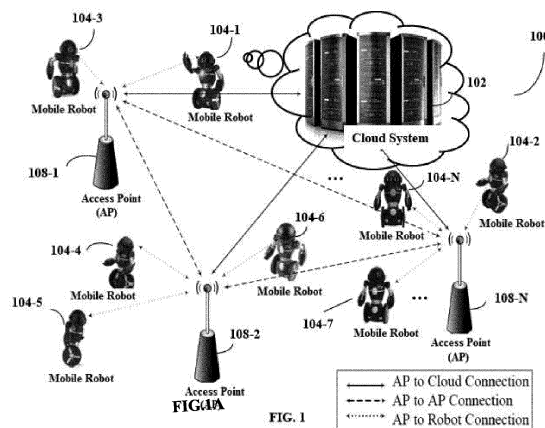 104-3
104-1
100
102
Mobile Robot
Mobile Robot
Cloud System
108-1
104-2
...
104-N
Access Point
(AP)
Mobile Robot
Mobile Robot
104-4
104-6
Mobile Robot
Mobile Robot
104-5
104-7
...
108-N
108-2
Mobile Robot
Access Point
(AP)
Mobile Robot
Access Point
FIG. 1
AP to Cloud Connection
AP to AP Connection
AP to Robot Connection